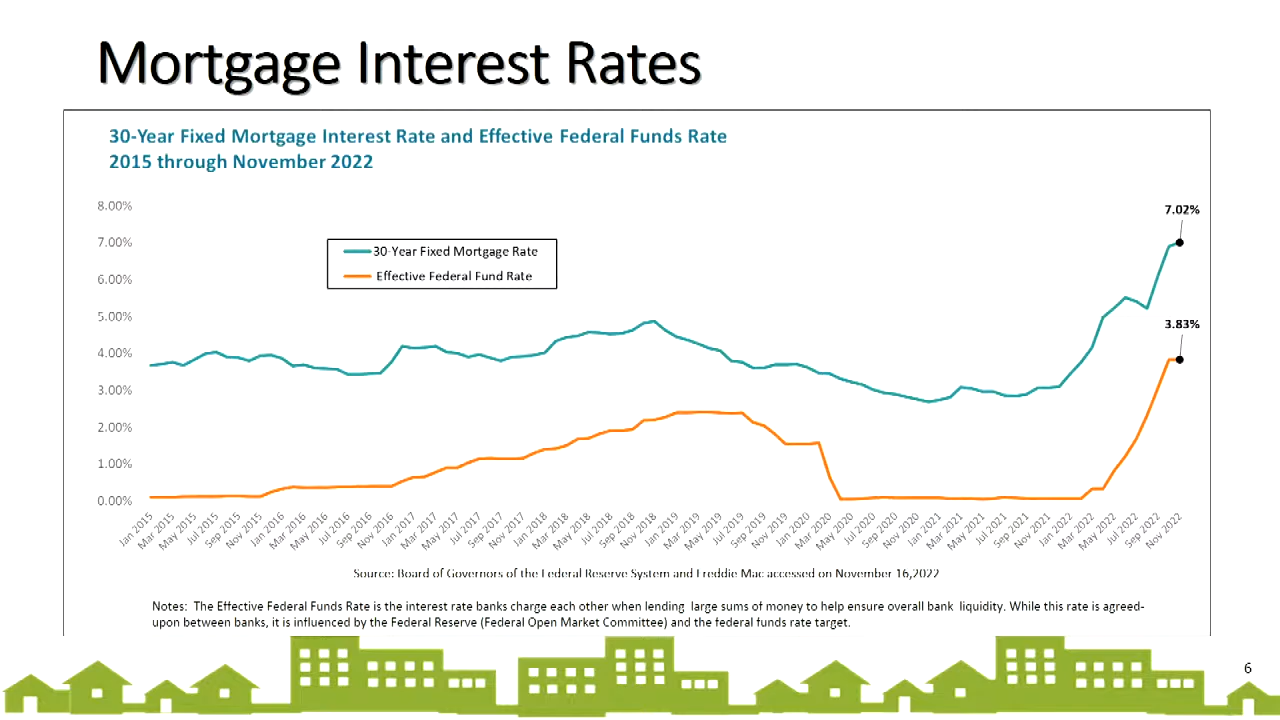 Mortgage Interest Rates
30-Year Fixed Mortgage Interest Rate and Effective Federal Funds Rate
2015 through November 2022
8.00%
7.00%
6.00%
5.00%
4.00%
3.00%
2.00%
1.00%
0.00%
30-Year Fixed Mortgage Rate
Effective Federal Fund Rate
7.02%
3.83%
Jan 2015
Mar 2015
May 2015
Jul 2015
Sep 2015
Nov 2015
Jan 2016
Mar 2016
May 2016
Jul 2016
Sep 2016
Nov 2016
Jan 2017
Mar 2017
May 2017
Jul 2017
Sep 2017
Nov 2017
Jan 2018
Mar 2018
May 2018
Jul 2018
Sep 2018
Nov 2018
Jan 2019
Mar 2019
May 2019
Jul 2019
Sep 2019
Nov 2019
Jan 2020
Mar 2020
May 2020
Jul 2020
Sep 2020
Nov 2020
Jan 2021
Mar 2021
May 2021
Jul 2021
Sep 2021
Nov 2021
Jan 2022
Mar 2022
May 2022
Jul 2022
Sep 2022
Nov 2022
Source: Board of Governors of the Federal Reserve System and Freddie Mac accessed on November 16,2022
Notes: The Effective Federal Funds Rate is the interest rate banks charge each other when lending large sums of money to help ensure overall bank liquidity. While this rate is agreed-
upon between banks, it is influenced by the Federal Reserve (Federal Open Market Committee) and the federal funds rate target.
6